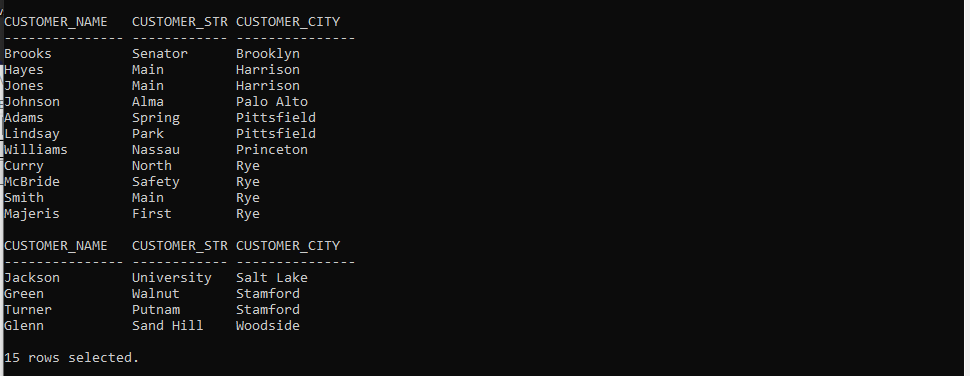 CUSTOMER_NAME   CUSTOMER_STR CUSTOMER_CITY
--------------- ------------ ---------------
Brooks          Senator      Brooklyn
Hayes           Main         Harrison
Jones           Main         Harrison
Johnson         Alma         Palo Alto
Adams           Spring       Pittsfield
Lindsay         Park         Pittsfield
Williams        Nassau       Princeton
Curry           North        Rye
McBride         Safety       Rye
Smith           Main         Rye
Majeris         First        Rye

CUSTOMER_NAME   CUSTOMER_STR CUSTOMER_CITY
--------------- ------------ ---------------
Jackson         University   Salt Lake
Green           Walnut       Stamford
Turner          Putnam       Stamford
Glenn           Sand Hill    Woodside

15 rows selected.